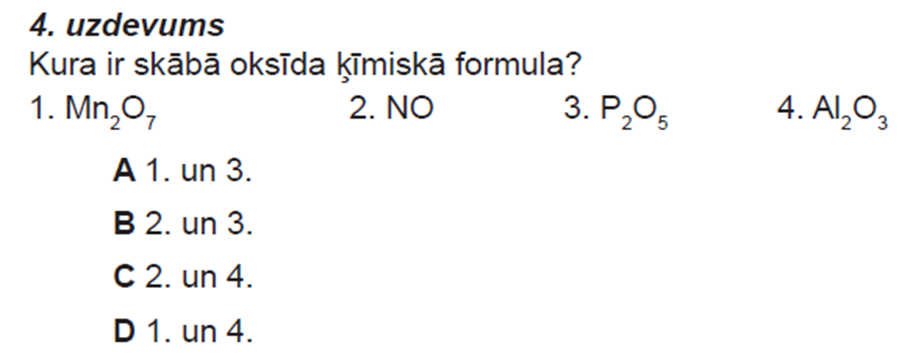 4. uzdevums
Kura ir skābā oksīda ķīmiskā formula?
1. Mn₂O₇ 2. NO 3. P₂O₅ 4. Al₂O₃
A 1. un 3.
B 2. un 3.
C 2. un 4.
D 1. un 4.